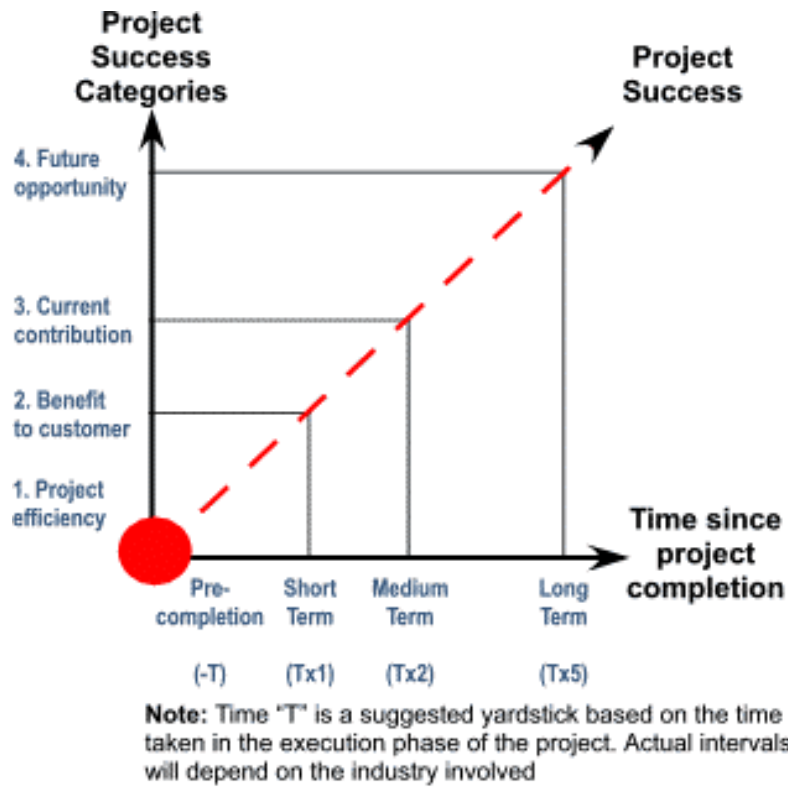 Project
Success
Categories
Project
Success
4. Future
opportunity
3. Current
contribution
2. Benefit
to customer
1. Project
efficiency
Time since
project
completion
Pre-
completion
Short
Term
Medium
Term
Long
Term
(-T)
(Tx1)
(Tx2)
(Tx5)
Note: Time "T" is a suggested yardstick based on the time
taken in the execution phase of the project. Actual intervals
will depend on the industry involved